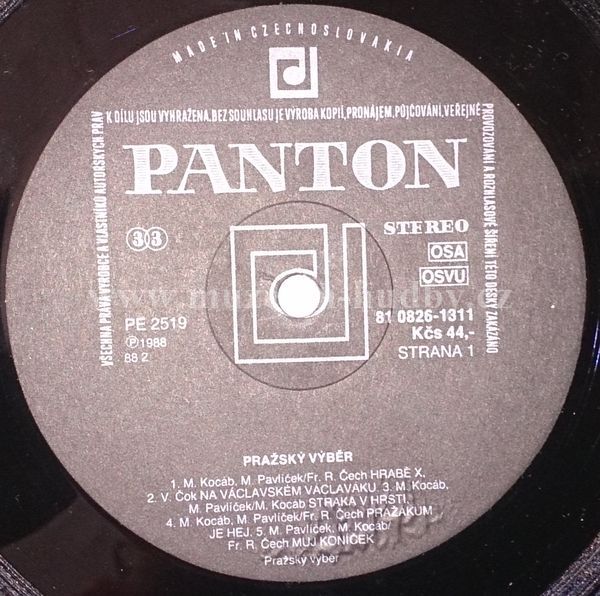 MADE IN CZECHOSLOVAKIA
VŠECHNA PRÁVA VÝROBCE A VLASTNÍKŮ AUTORSKÝCH PRÁV
K DÍLU JSOU VYHRAŽENA. BEZ SOUHLASU JE VÝROBA KOPIÍ, PRONÁJEM, PŮJČOVÁNÍ, VEŘEJNÉ
PROVOZOVÁNÍ A ROZHLASOVÉ ŠÍŘENÍ TÉTO DESKY ZAKÁZÁNO
PANTON
33
STEREO
OSA
OSVU
PE 2519
Ⓟ 1988
88 2
81 0826-1311
Kčs 44,-
STRANA 1
PRAŽSKÝ VÝBĚR
1. M. Kocáb, M. Pavlíček/Fr. R. Čech HRABĚ X,
2. V. Čok NA VÁCLAVSKÉM VÁCLAVÁKU 3. M. Kocáb,
M. Pavlíček/M. Kocáb STRAKA V HRSTI,
4. M. Kocáb, M. Pavlíček/Fr. R. Čech PRAŽÁKŮM
JE HEJ, 5. M. Pavlíček, M. Kocáb/
Fr. R. Čech MŮJ KONÍČEK
Pražský výběr